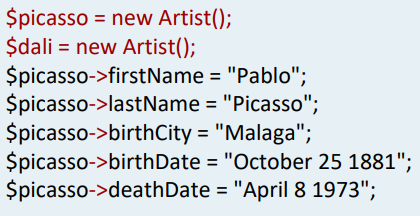 $picasso = new Artist();
$dali = new Artist();
$picasso->firstName = "Pablo";
$picasso->lastName = "Picasso";
$picasso->birthCity = "Malaga";
$picasso->birthDate = "October 25 1881";
$picasso->deathDate = "April 8 1973";